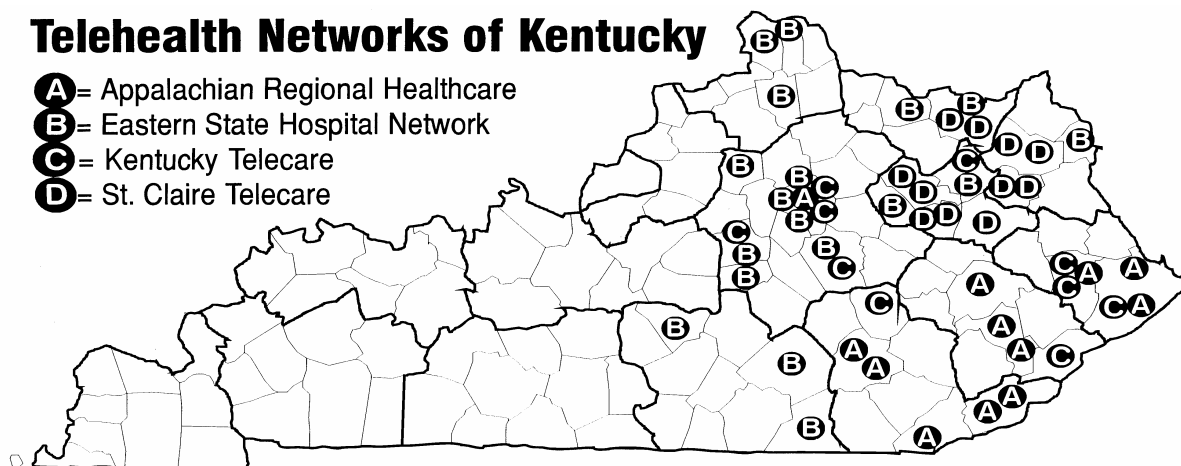 Telehealth Networks of Kentucky
A = Appalachian Regional Healthcare
B = Eastern State Hospital Network
C = Kentucky Telecare
D = St. Claire Telecare
B B
B
B D B D
D D B
B
C
B C
B A C
B
D D B D D
B D D D
C
B
B
B C
C A A
C
A
C A
C
B
A
A C
A A
B
A A
B
A